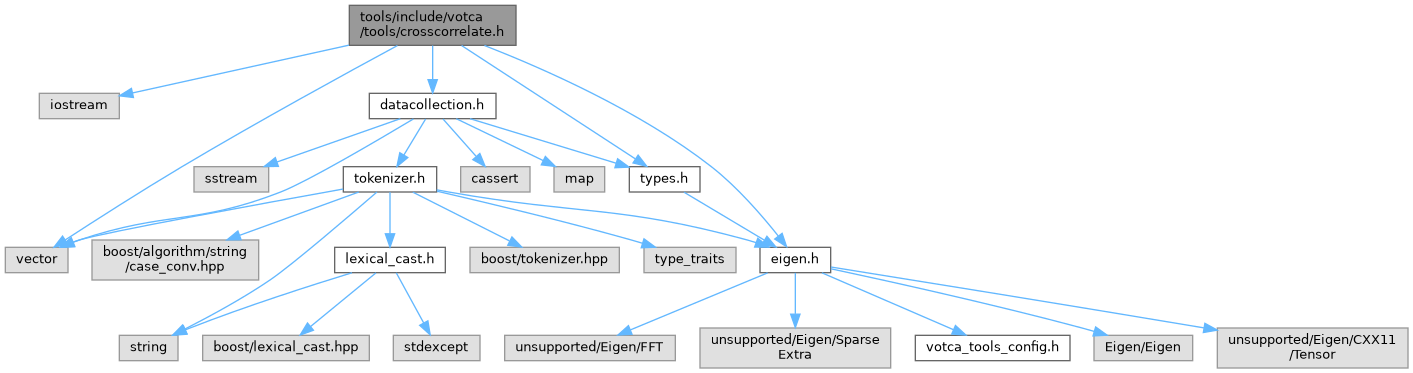 tools/include/votca
/tools/crosscorrelate.h
iostream
datacollection.h
sstream
tokenizer.h
cassert
map
types.h
vector
boost/algorithm/string
/case_conv.hpp
lexical_cast.h
boost/tokenizer.hpp
type_traits
eigen.h
string
boost/lexical_cast.hpp
stdexcept
unsupported/Eigen/FFT
unsupported/Eigen/Sparse
Extra
votca_tools_config.h
Eigen/Eigen
unsupported/Eigen/CXX11
/Tensor